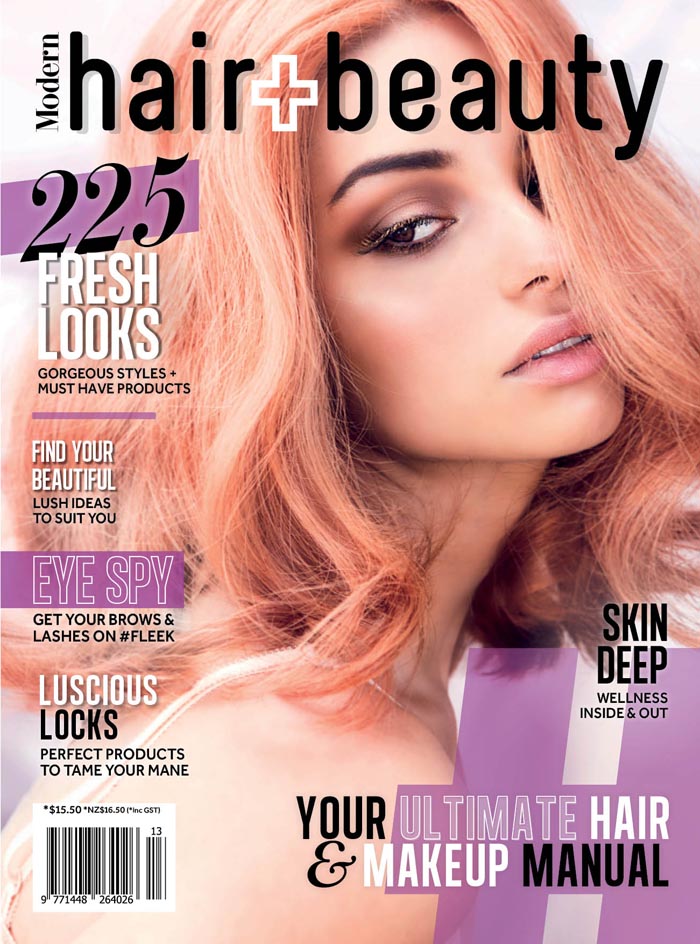 Modern
hair+beauty
225
FRESH
LOOKS
GORGEOUS STYLES +
MUST HAVE PRODUCTS
FIND YOUR
BEAUTIFUL
LUSH IDEAS
TO SUIT YOU
EYE SPY
GET YOUR BROWS &
LASHES ON #FLEEK
LUSCIOUS
LOCKS
PERFECT PRODUCTS
TO TAME YOUR MANE
SKIN
DEEP
WELLNESS
INSIDE & OUT
#
YOUR ULTIMATE HAIR
& MAKEUP MANUAL
*$15.50 *NZ$16.50 (*inc GST)
13
9 771448 264026